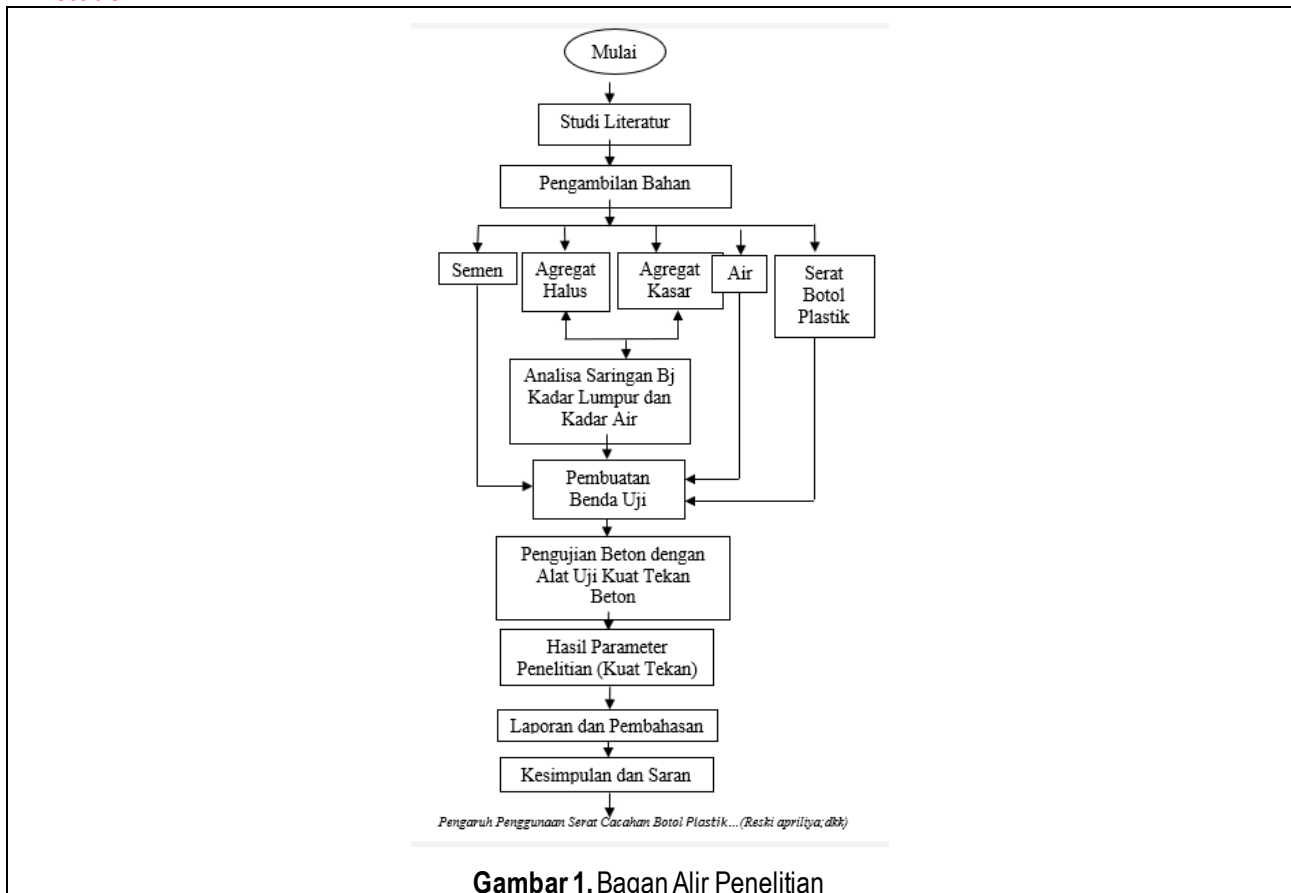 Mulai
Studi Literatur
Pengambilan Bahan
Semen
Agregat
Halus
Agregat
Kasar
Air
Serat
Botol
Plastik
Analisa Saringan Bj
Kadar Lumpur dan
Kadar Air
Pembuatan
Benda Uji
Pengujian Beton dengan
Alat Uji Kuat Tekan
Beton
Hasil Parameter
Penelitian (Kuat Tekan)
Laporan dan Pembahasan
Kesimpulan dan Saran
Pengaruh Penggunaan Serat Cacahan Botol Plastik...(Reski apriliya;dkk)
Gambar 1. Bagan Alir Penelitian